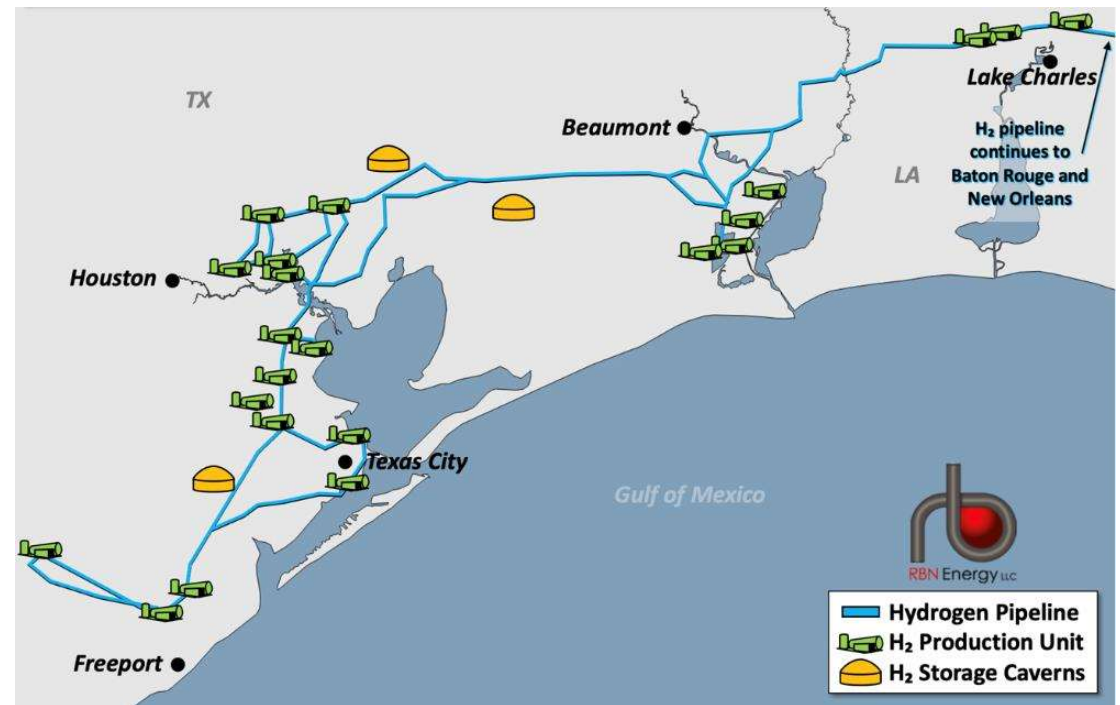 TX
Lake Charles
Beaumont
H₂ pipeline
continues to
Baton Rouge and
New Orleans
LA
Houston
Texas City
Gulf of Mexico
RBN Energy LLC
Hydrogen Pipeline
H₂ Production Unit
H₂ Storage Caverns
Freeport